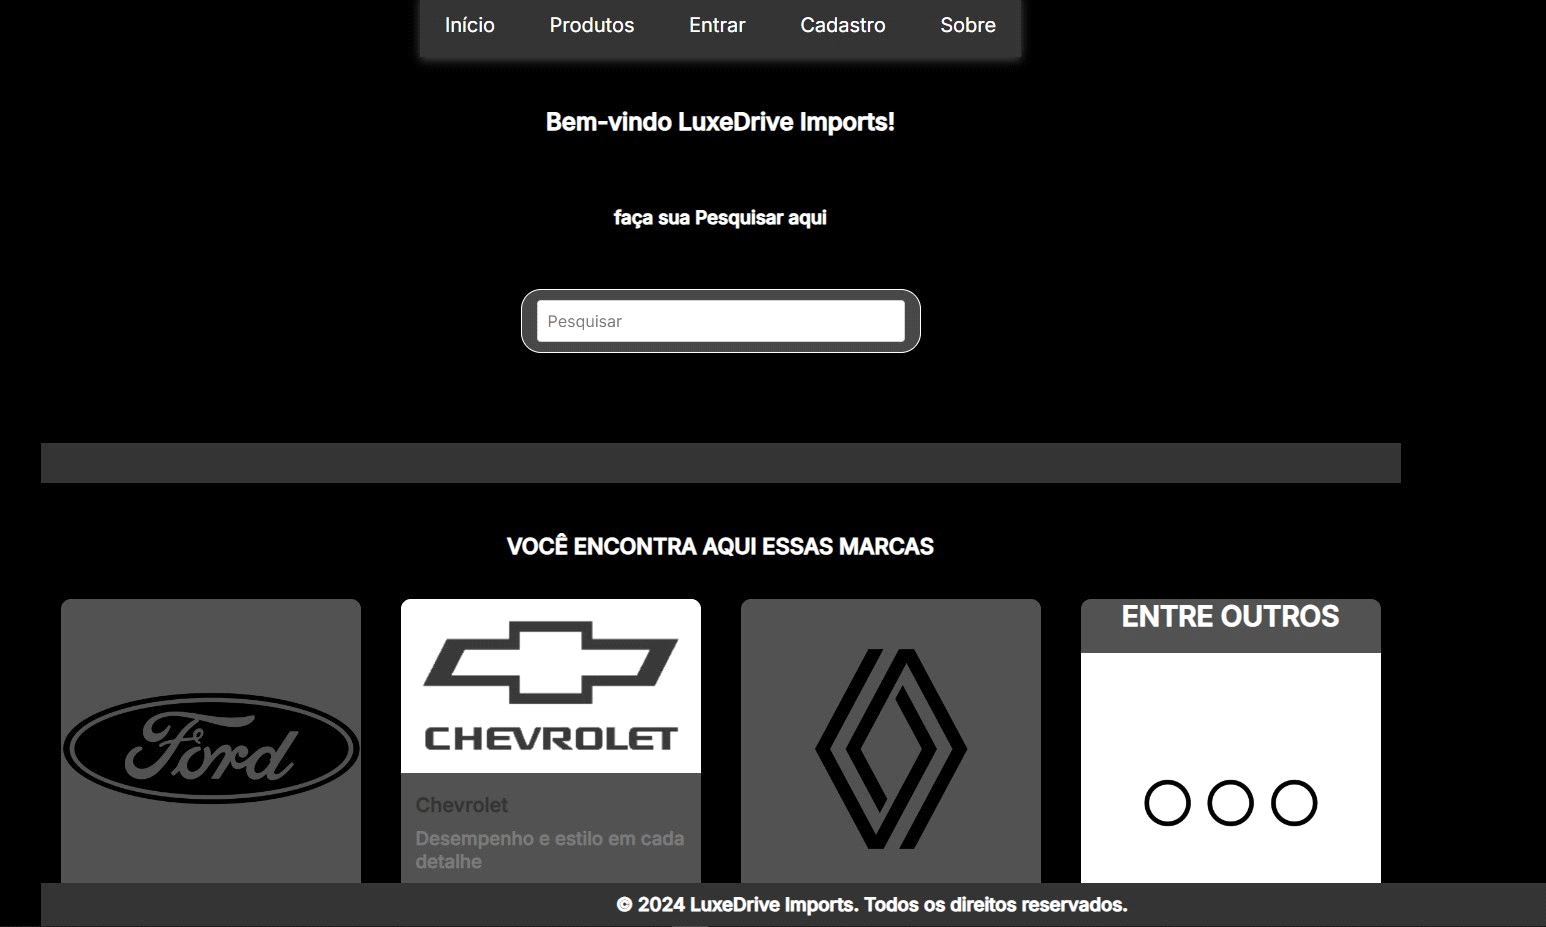 Início Produtos Entrar Cadastro Sobre
Bem-vindo LuxeDrive Imports!
faça sua Pesquisar aqui
Pesquisar
VOCÊ ENCONTRA AQUI ESSAS MARCAS
Ford
CHEVROLET
Chevrolet
Desempenho e estilo em cada
detalhe
ENTRE OUTROS
© 2024 LuxeDrive Imports. Todos os direitos reservados.